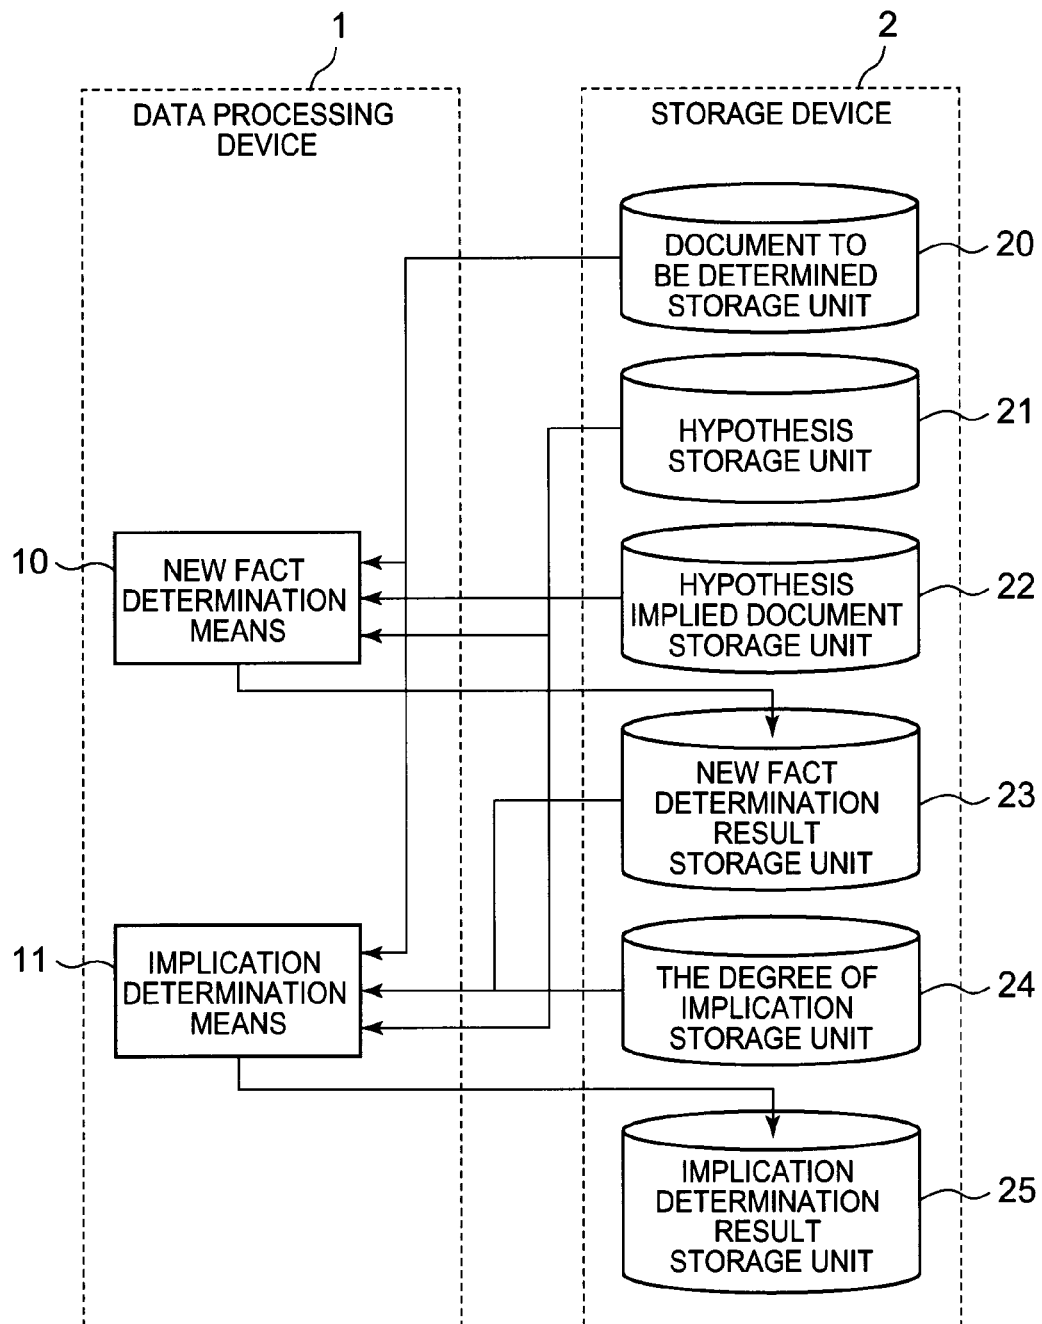 1
2
DATA PROCESSING
DEVICE
STORAGE DEVICE
DOCUMENT TO
BE DETERMINED
STORAGE UNIT
20
HYPOTHESIS
STORAGE UNIT
21
10
NEW FACT
DETERMINATION
MEANS
HYPOTHESIS
IMPLIED DOCUMENT
STORAGE UNIT
22
NEW FACT
DETERMINATION
RESULT
STORAGE UNIT
23
11
IMPLICATION
DETERMINATION
MEANS
THE DEGREE OF
IMPLICATION
STORAGE UNIT
24
IMPLICATION
DETERMINATION
RESULT
STORAGE UNIT
25